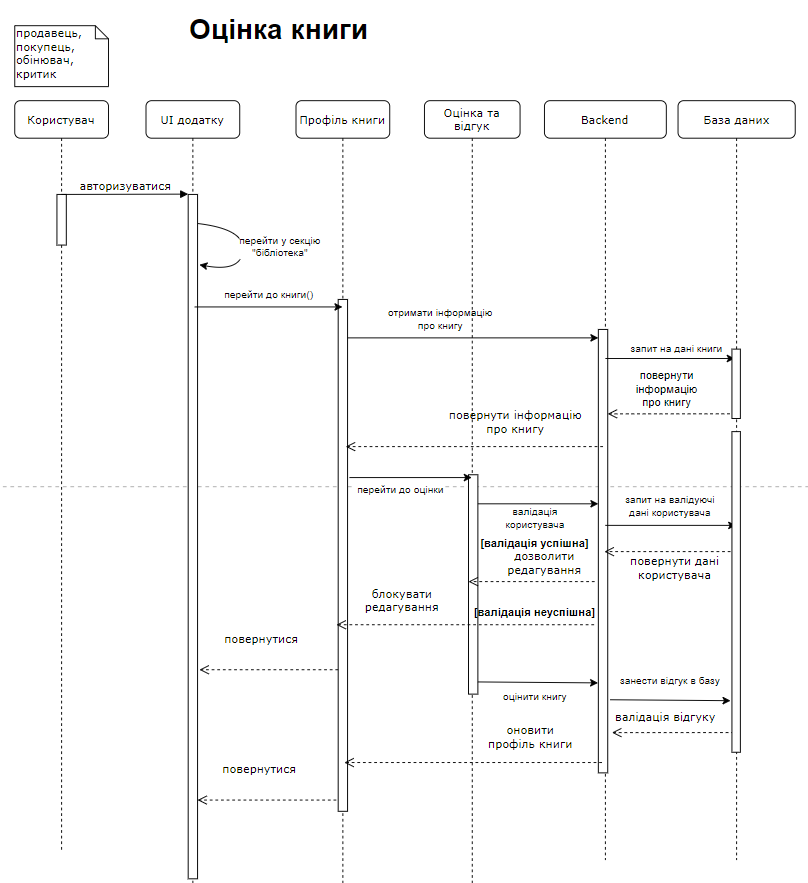 Оцінка книги
продавець,
покупець,
обінювач,
критик
Користувач
UI додатку
Профіль книги
Оцінка та
відгук
Backend
База даних
авторизуватися
перейти у секцію
"бібліотека"
перейти до книги()
отримати інформацію
про книгу
запит на дані книги
повернути
інформацію
про книгу
повернути інформацію
про книгу
перейти до оцінки
валідація
користувача
запит на валідуючі
дані користувача
[валідація успішна]
дозволити
редагування
повернути дані
користувача
блокувати
редагування
[валідація неуспішна]
повернутися
оцінити книгу
занести відгук в базу
валідація відгуку
оновити
профіль книги
повернутися